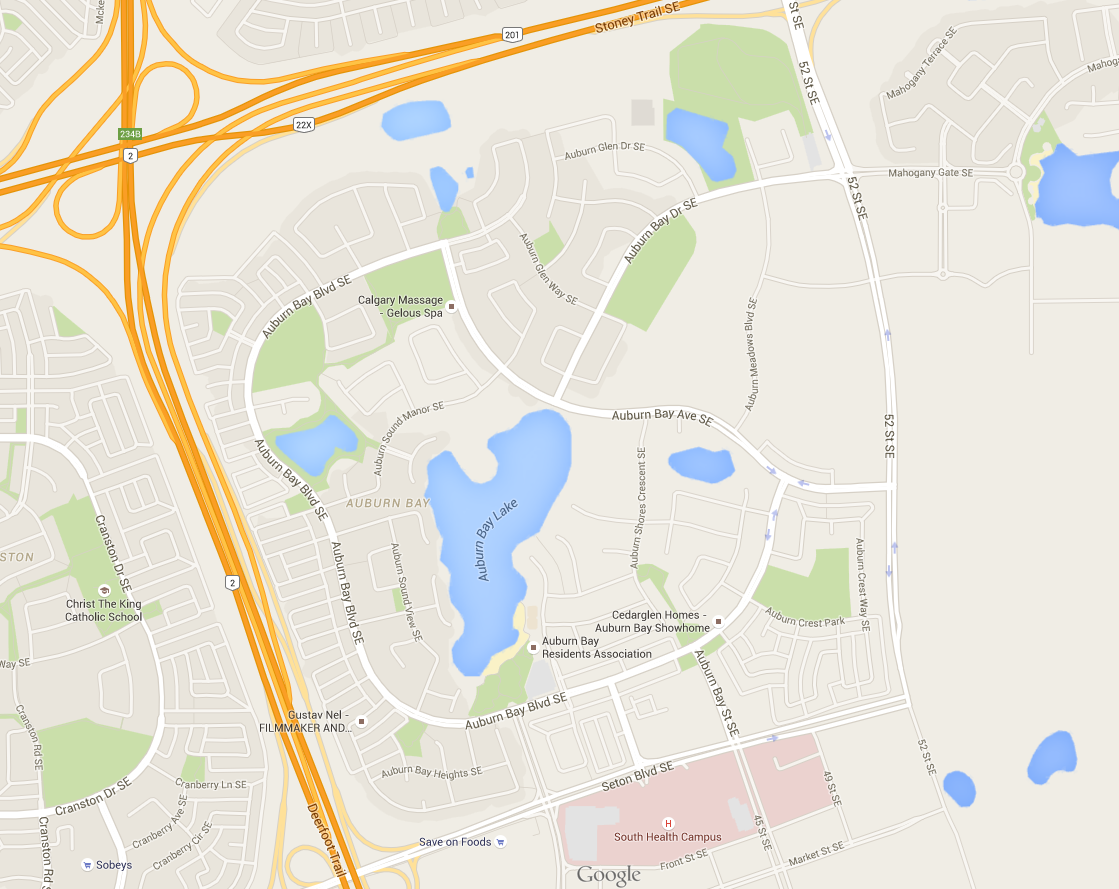 Stoney Trail SE
201
St SE
52 St SE
Mahogany Terrace SE
22X
234B
2
Auburn Glen Dr SE
Mahogany Gate SE
52 St SE
Auburn Bay Dr SE
Auburn Glen Way SE
Auburn Bay Blvd SE
Calgary Massage
- Gelous Spa
Auburn Meadows Blvd SE
Auburn Sound Manor SE
Auburn Bay Ave SE
52 St SE
Auburn Bay Blvd SE
AUBURN BAY
Auburn Bay Lake
Auburn Shores Crescent SE
Cranston Dr SE
STON
Auburn Bay Blvd SE
Auburn Sound View SE
Auburn Crest Way SE
2
Christ The King
Catholic School
Cedarglen Homes -
Auburn Bay Showhome
Auburn Crest Park
Auburn Bay
Residents Association
Way SE
Auburn Bay St SE
Cranston Rd SE
Gustav Nel -
FILMMAKER AND...
Auburn Bay Blvd SE
52 St SE
Auburn Bay Heights SE
Seton Blvd SE
Cranston Dr SE
Cranberry Ln SE
49 St SE
Cranberry Ave SE
Cranberry Cir SE
Deerfoot Trail
Cranston Rd SE
H
South Health Campus
45 St SE
Save on Foods
Sobeys
Front St SE
Market St SE
Google